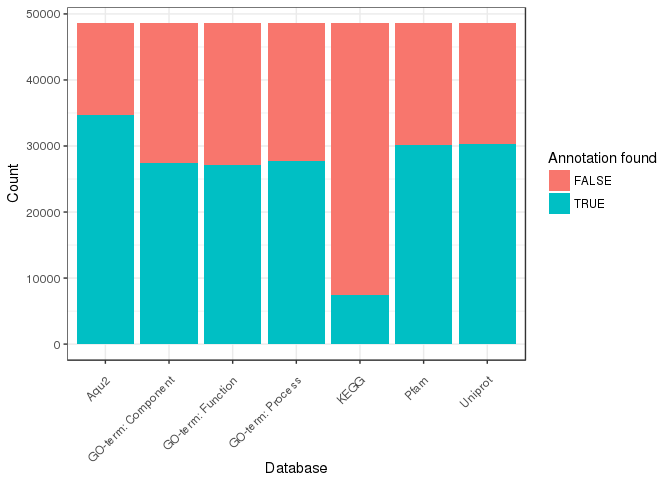 50000
40000
30000
20000
10000
0
Count
Aqu2
GO-term: Component
GO-term: Function
GO-term: Process
KEGG
Pfam
Uniprot
Database
Annotation found
FALSE
TRUE